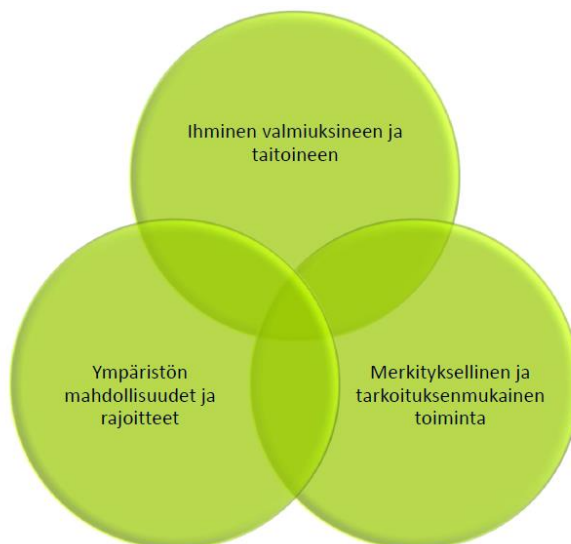 Ihminen valmiuksineen ja
taitoineen
Ympäristön
mahdollisuudet ja
rajoitteet
Merkityksellinen ja
tarkoituksenmukainen
toiminta